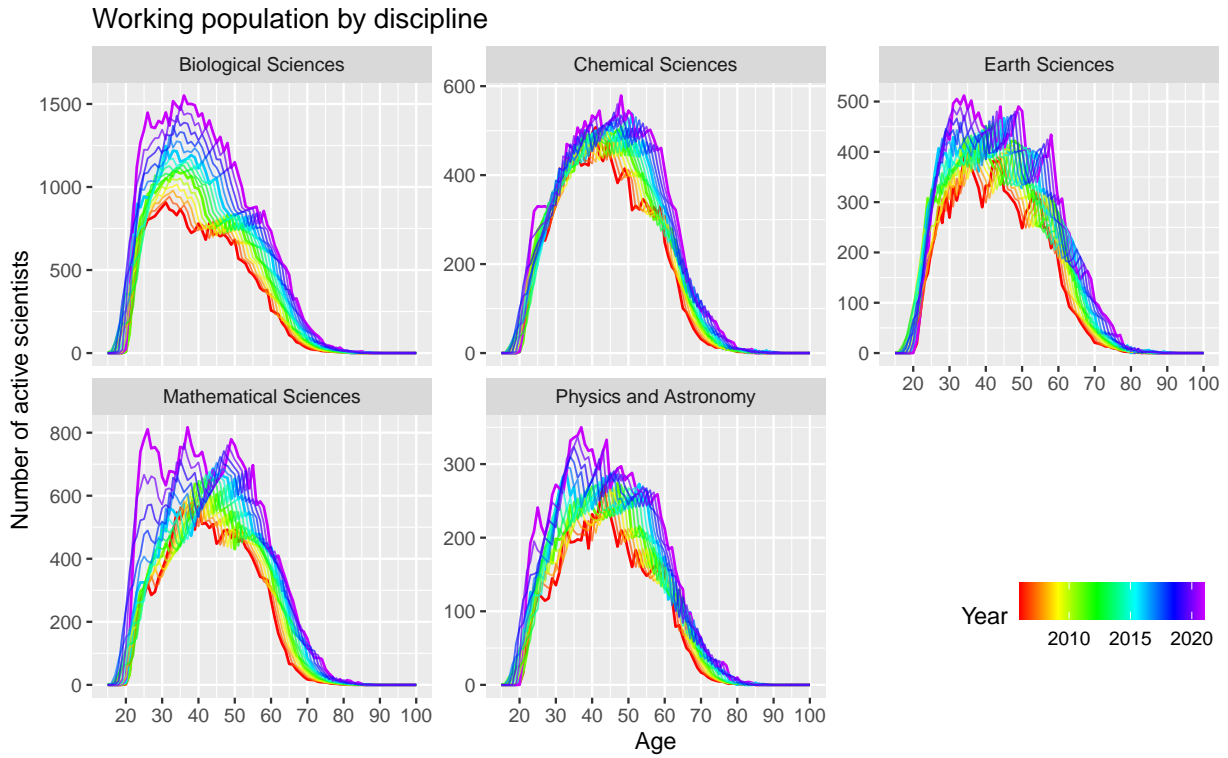 Working population by discipline
Biological Sciences
Chemical Sciences
Earth Sciences
1500
1000
500
0
600
400
200
0
500
400
300
200
100
0
20 30 40 50 60 70 80 90 100
Mathematical Sciences
Physics and Astronomy
800
600
400
200
0
300
200
100
0
20 30 40 50 60 70 80 90 100
20 30 40 50 60 70 80 90 100
Number of active scientists
Age
Year
2010 2015 2020